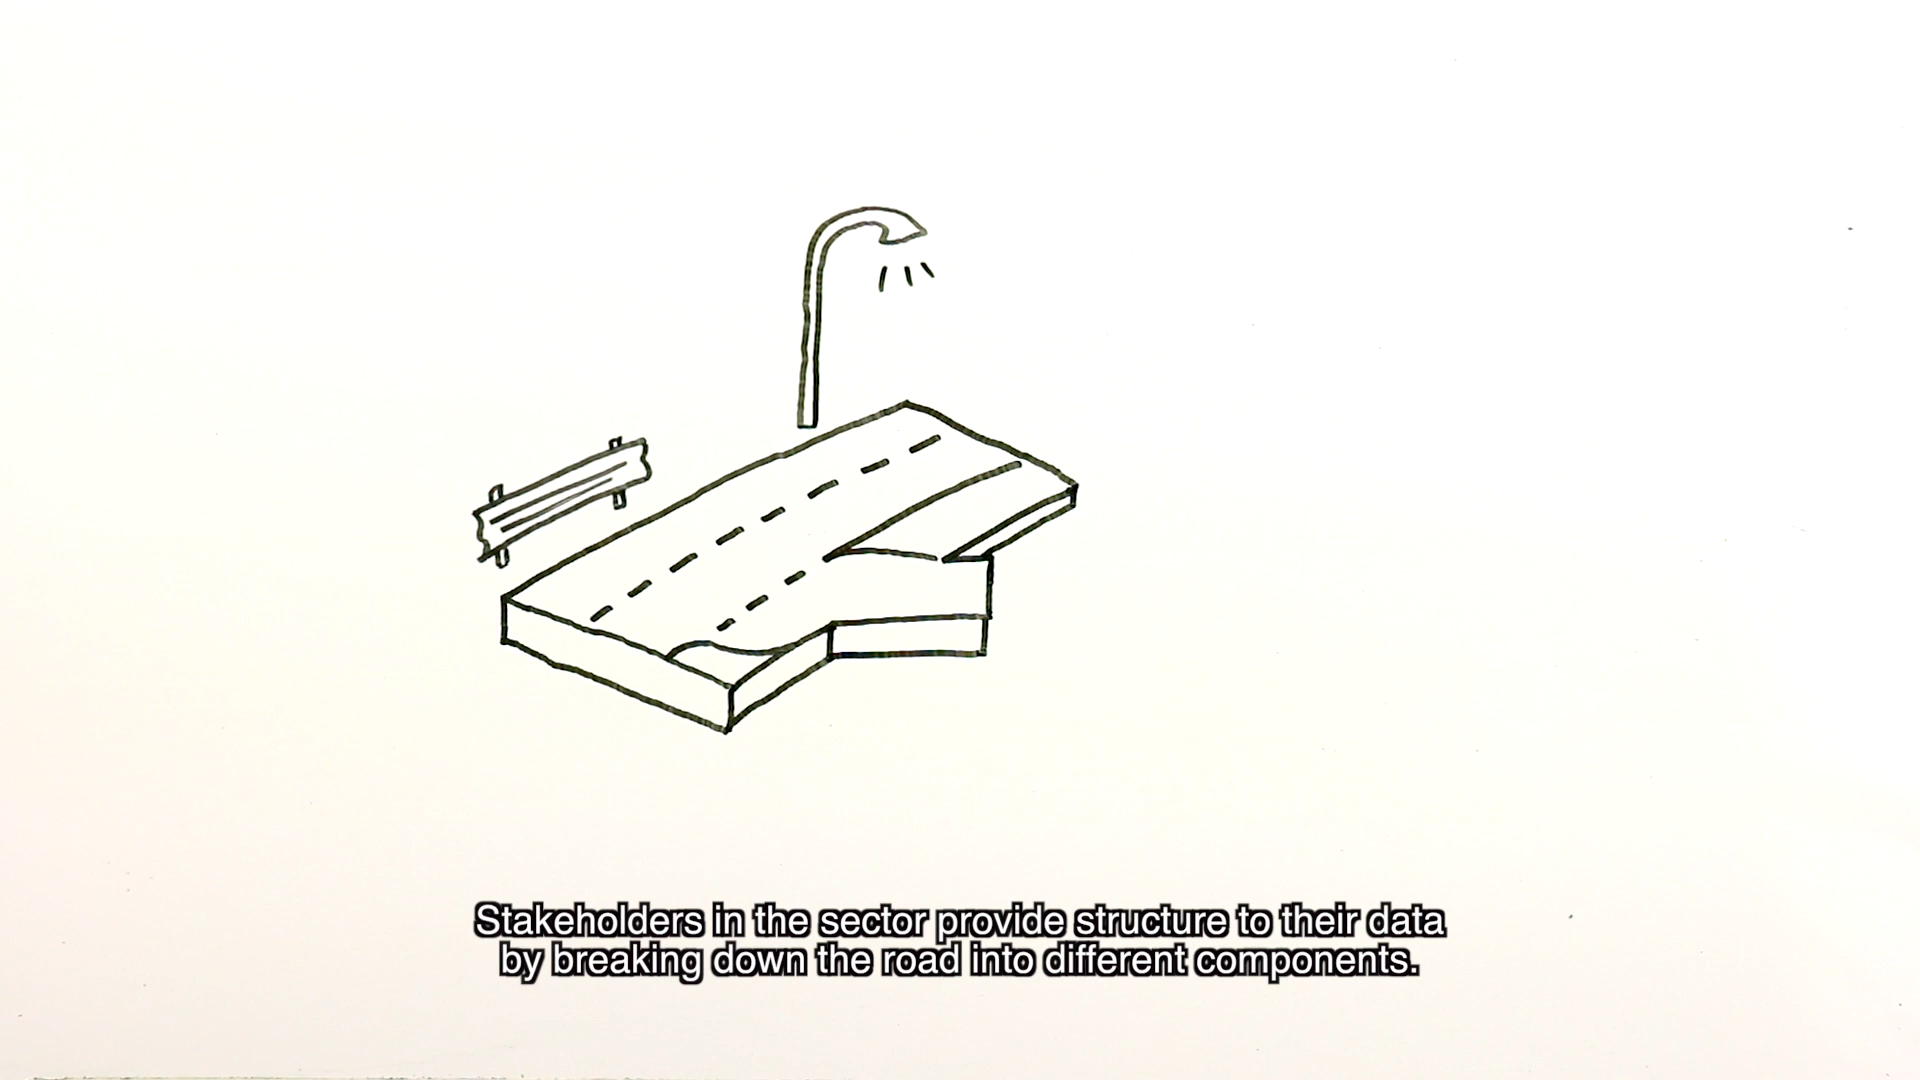 Stakeholders in the sector provide structure to their data
by breaking down the road into different components.